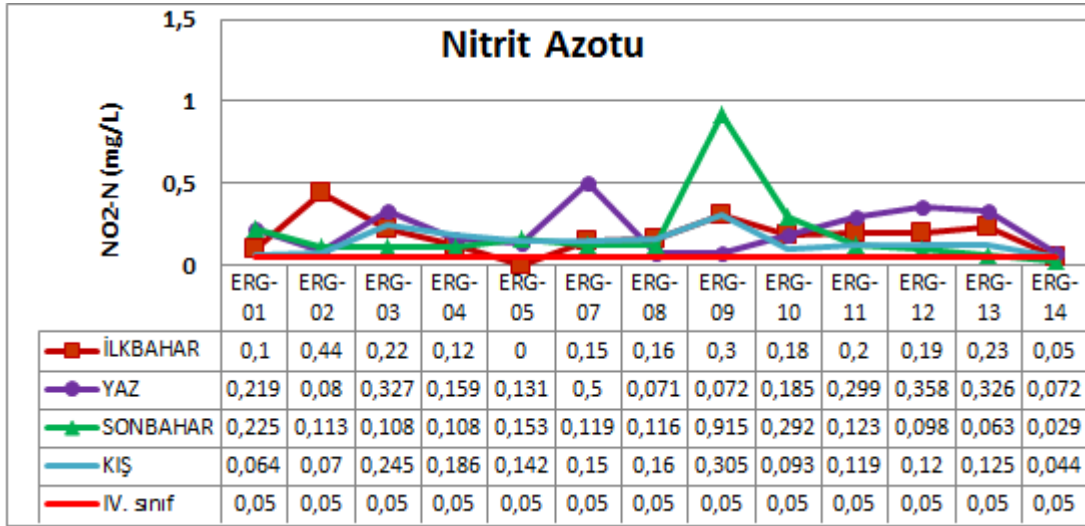 Nitrit Azotu
NO2-N (mg/L)
1,5
1
0,5
0
ERG-01 ERG-02 ERG-03 ERG-04 ERG-05 ERG-07 ERG-08 ERG-09 ERG-10 ERG-11 ERG-12 ERG-13 ERG-14
İLKBAHAR 0,1 0,44 0,22 0,12 0 0,15 0,16 0,3 0,18 0,2 0,19 0,23 0,05
YAZ 0,219 0,08 0,327 0,159 0,131 0,5 0,071 0,072 0,185 0,299 0,358 0,326 0,072
SONBAHAR 0,225 0,113 0,108 0,108 0,153 0,119 0,116 0,915 0,292 0,123 0,098 0,063 0,029
KIŞ 0,064 0,07 0,245 0,186 0,142 0,15 0,16 0,305 0,093 0,119 0,12 0,125 0,044
IV. sınıf 0,05 0,05 0,05 0,05 0,05 0,05 0,05 0,05 0,05 0,05 0,05 0,05 0,05